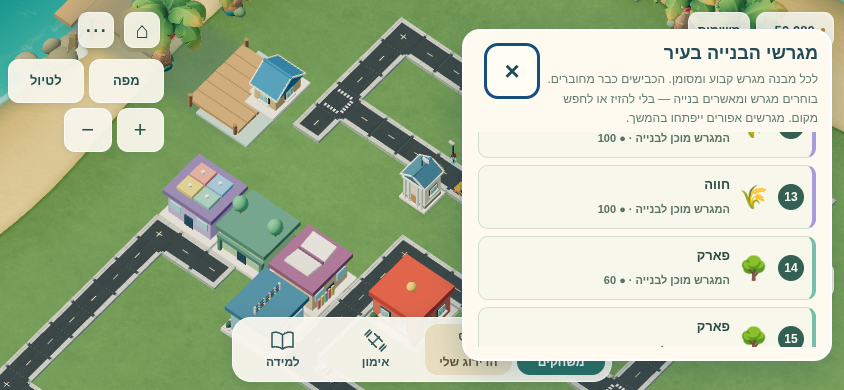 מגרשי הבנייה בעיר
×
לכל מבנה מגרש קבוע ומסומן. הכבישים כבר מחוברים.
בוחרים מגרש ומאשרים בנייה — בלי להזיז או לחפש
מקום. מגרשים אפורים ייפתחו בהמשך.
המגרש מוכן לבנייה · ● 100
13
חווה
המגרש מוכן לבנייה · ● 100
14
פארק
המגרש מוכן לבנייה · ● 60
15
פארק
מפה
לטיול
+
−
משחקים
הדירוג שלי
אימון
למידה